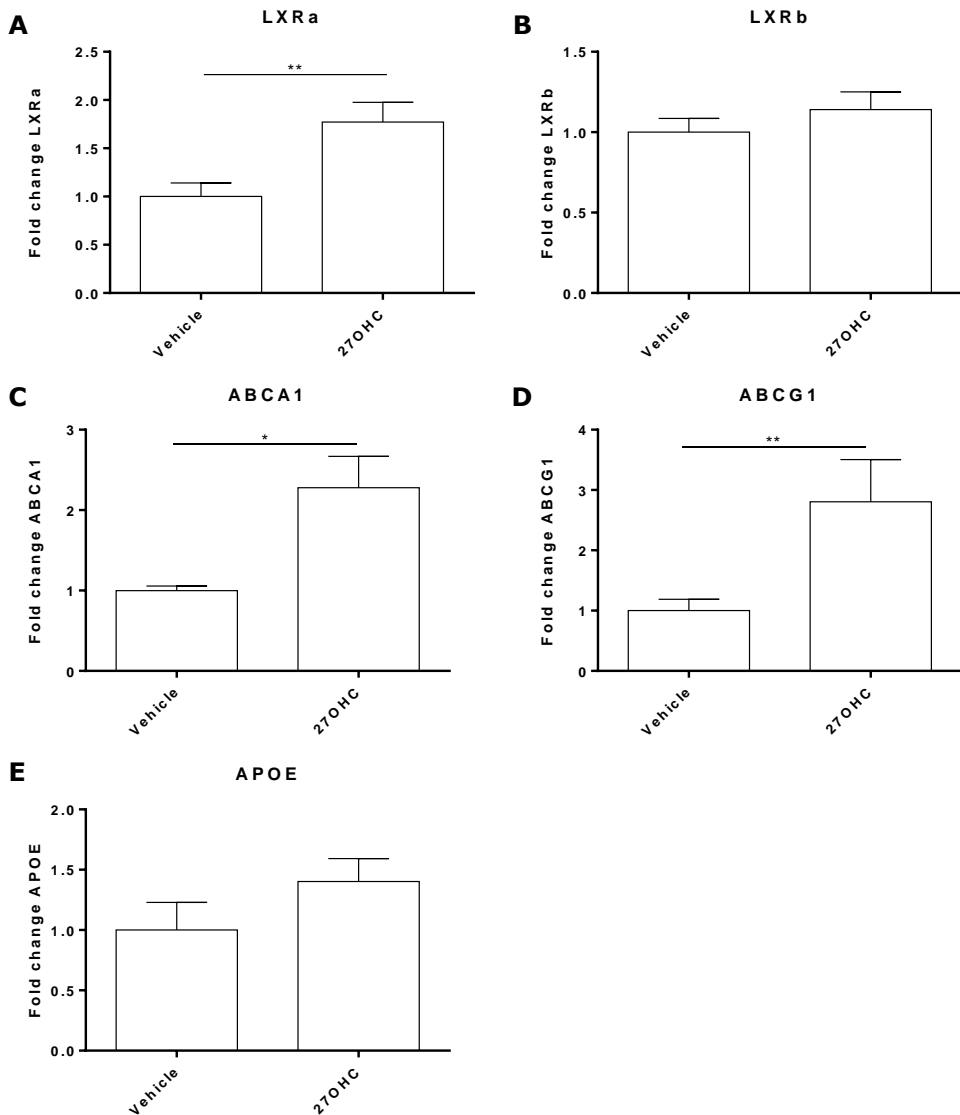 A
LXRa
Fold change LXRa
2.5
2.0
1.5
1.0
0.5
0.0
**
Vehicle
27OHC
B
LXRb
Fold change LXRb
1.5
1.0
0.5
0.0
Vehicle
27OHC
C
ABCA1
Fold change ABCA1
3
2
1
0
*
Vehicle
27OHC
D
ABCG1
Fold change ABCG1
4
3
2
1
0
**
Vehicle
27OHC
E
APOE
Fold change APOE
2.0
1.5
1.0
0.5
0.0
Vehicle
27OHC